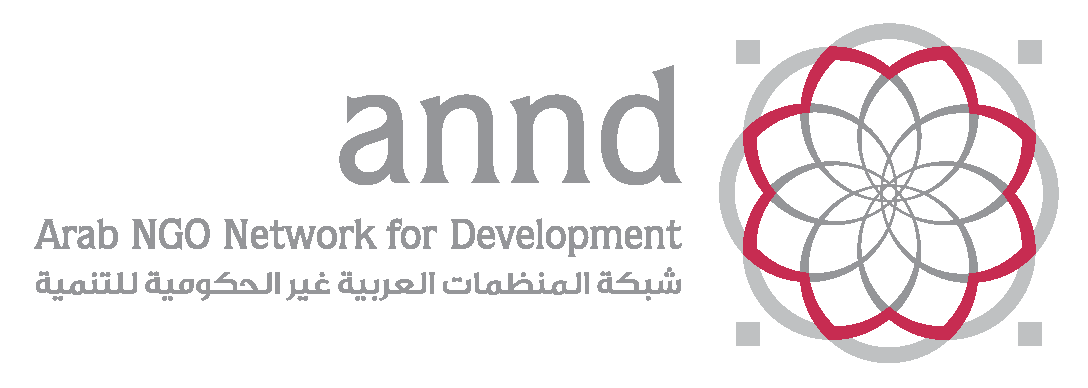 annd
Arab NGO Network for Development
شبكة المنظمات العربية غير الحكومية للتنمية